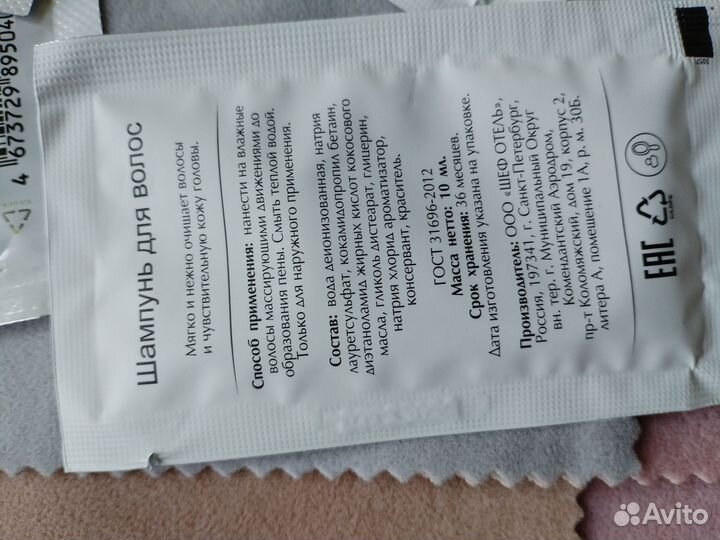 Шампунь для волос
Мягко и нежно очищает волосы
и чувствительную кожу головы.
Способ применения: нанести на влажные
волосы массирующими движениями до
образования пены. Смыть теплой водой.
Только для наружного применения.
Состав: вода деионизованная, натрия
лауретсульфат, кокамидопропил бетаин,
диэтаноламид жирных кислот кокосового
масла, гликоль дистеарат, глицерин,
натрия хлорид ароматизатор,
консервант, краситель.
ГОСТ 31696-2012
Масса нетто: 10 мл.
Срок хранения: 36 месяцев.
Дата изготовления указана на упаковке.
Производитель: ООО «ШЕФ ОТЕЛЬ»,
Россия, 197341, г. Санкт-Петербург,
вн. тер. г. Муниципальный Округ
Комендантский Аэродром,
пр-т Коломяжский, дом 19, корпус 2,
литера А, помещение 1А, р. м. 30Б.
EAC
4 673729 89504
Avito